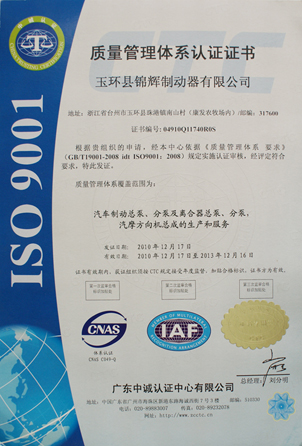 ISO 9001
质量管理体系认证证书
玉环县锦辉制动器有限公司
地址：浙江省台州市玉环县珠港镇南山村（康发农牧场内）/邮编：317600
证书编号：04910Q11740R0S
根据贵组织的申请，经本中心依据《质量管理体系 要求》
（GB/T19001-2008 idt ISO9001：2008）规定实施认证审核，经评定符合
要求，特此发证。
质量管理体系覆盖范围为：
汽车制动总泵、分泵及离合器总泵、分泵，
汽摩方向机总成的生产和服务
发证日期： 2010 年 12 月 17 日
有效日期： 2010 年 12 月 17 日至 2013 年 12 月 16 日
CNAS
IAF
总经理： 刘分明
广东中诚认证中心有限公司